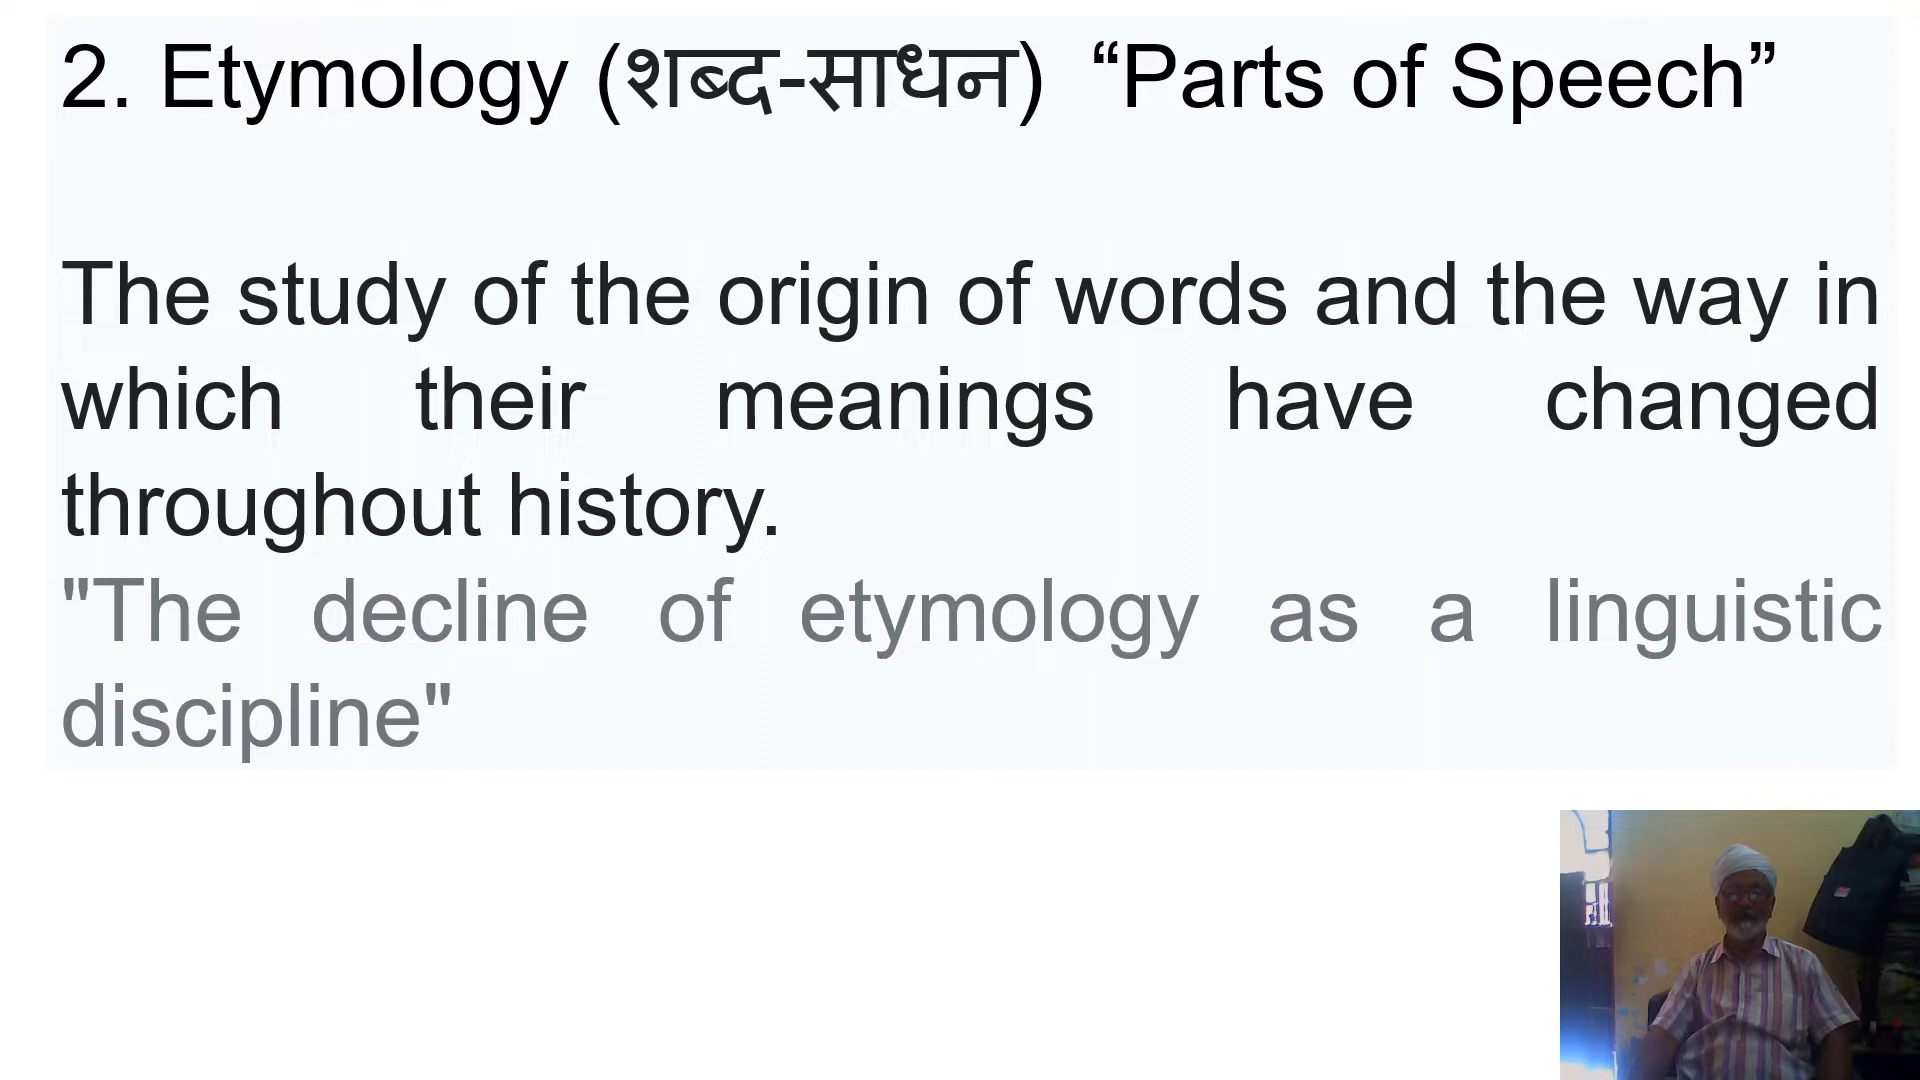 2. Etymology (शब्द-साधन) “Parts of Speech”
The study of the origin of words and the way in
which their meanings have changed
throughout history.
"The decline of etymology as a linguistic
discipline"